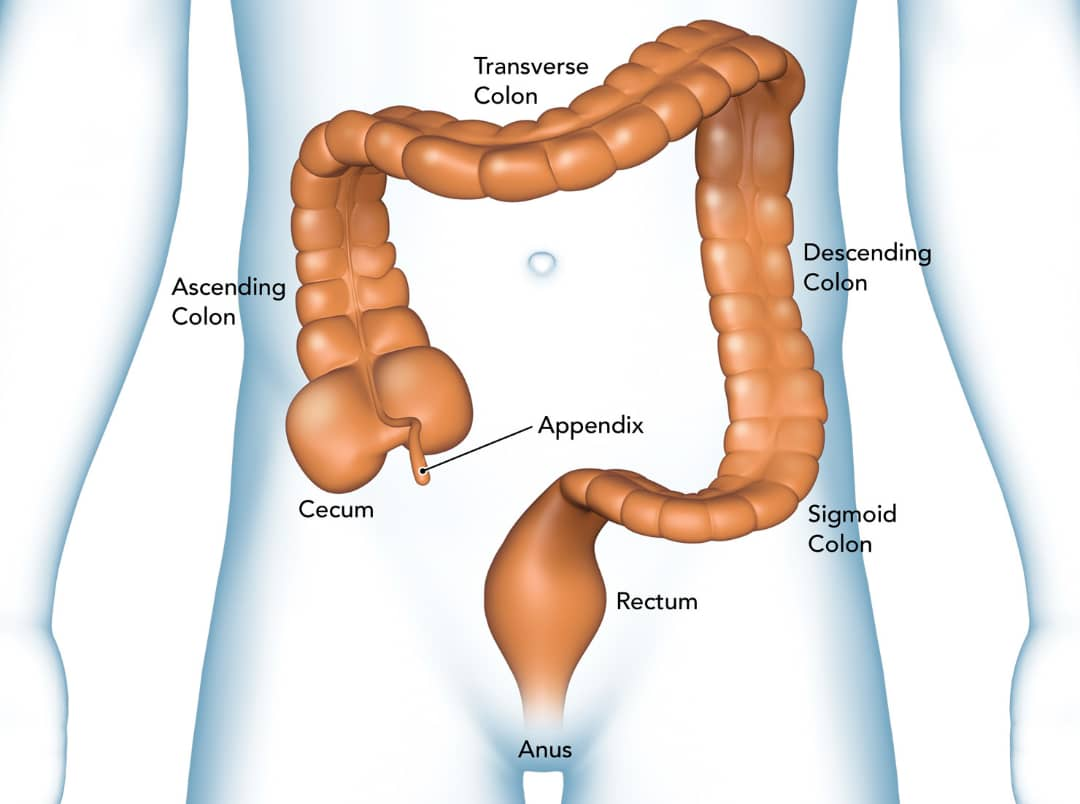 Transverse
Colon
Ascending
Colon
Descending
Colon
Appendix
Cecum
Sigmoid
Colon
Rectum
Anus